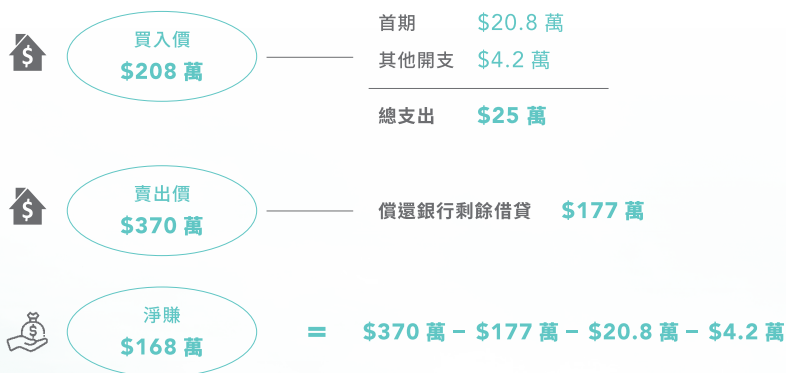 買入價
$208 萬
首期 $20.8 萬
其他開支 $4.2 萬
總支出 $25 萬
賣出價
$370 萬
償還銀行剩餘借貸 $177 萬
淨賺
$168 萬
= $370 萬 – $177 萬 – $20.8 萬 – $4.2 萬